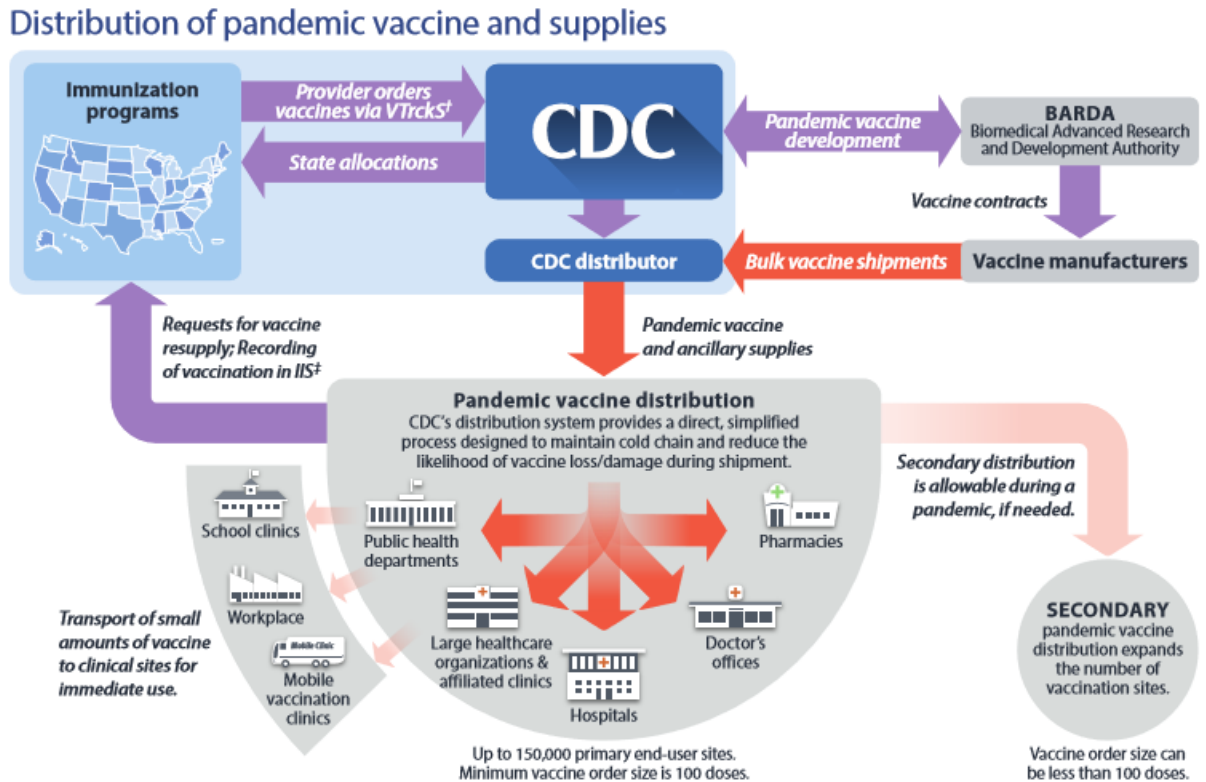 Distribution of pandemic vaccine and supplies
Immunization
programs
Provider orders
vaccines via VTrckS†
State allocations
CDC
Pandemic vaccine
development
BARDA
Biomedical Advanced Research
and Development Authority
Vaccine contracts
CDC distributor
Bulk vaccine shipments
Vaccine manufacturers
Requests for vaccine
resupply; Recording
of vaccination in IIS‡
Pandemic vaccine
and ancillary supplies
Pandemic vaccine distribution
CDC's distribution system provides a direct, simplified
process designed to maintain cold chain and reduce the
likelihood of vaccine loss/damage during shipment.
Secondary distribution
is allowable during a
pandemic, if needed.
School clinics
Public health
departments
Pharmacies
Workplace
Transport of small
amounts of vaccine
to clinical sites for
immediate use.
Mobile Clinic
Mobile
vaccination
clinics
Large healthcare
organizations &
affiliated clinics
Hospitals
Doctor's
offices
SECONDARY
pandemic vaccine
distribution expands
the number of
vaccination sites.
Up to 150,000 primary end-user sites.
Minimum vaccine order size is 100 doses.
Vaccine order size can
be less than 100 doses.